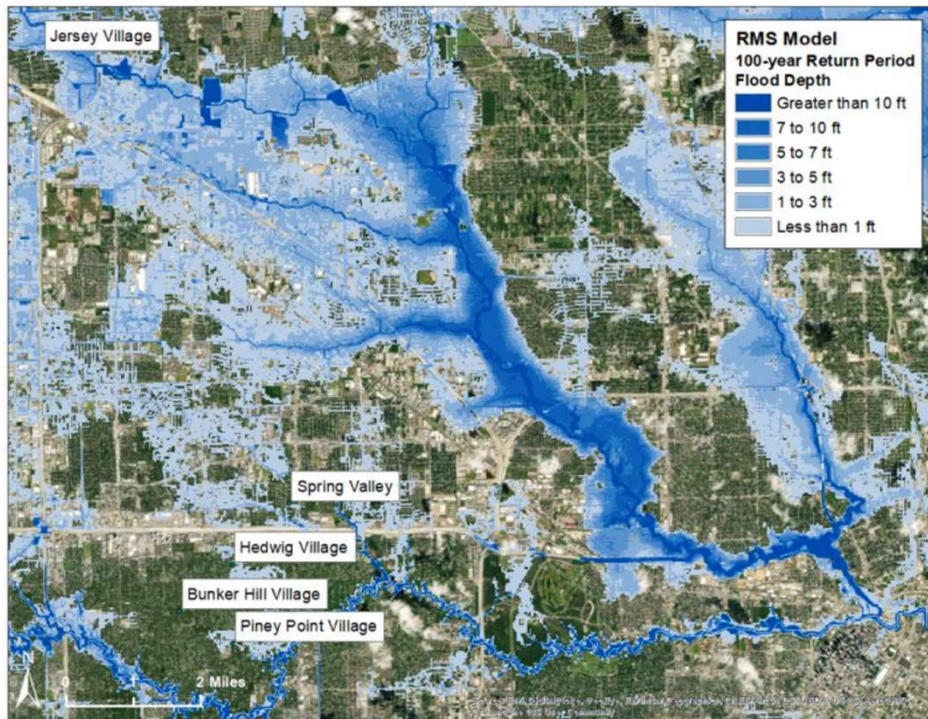 Jersey Village
RMS Model
100-year Return Period
Flood Depth
Greater than 10 ft
7 to 10 ft
5 to 7 ft
3 to 5 ft
1 to 3 ft
Less than 1 ft
Spring Valley
Hedwig Village
Bunker Hill Village
Piney Point Village
N
0 1 2 Miles